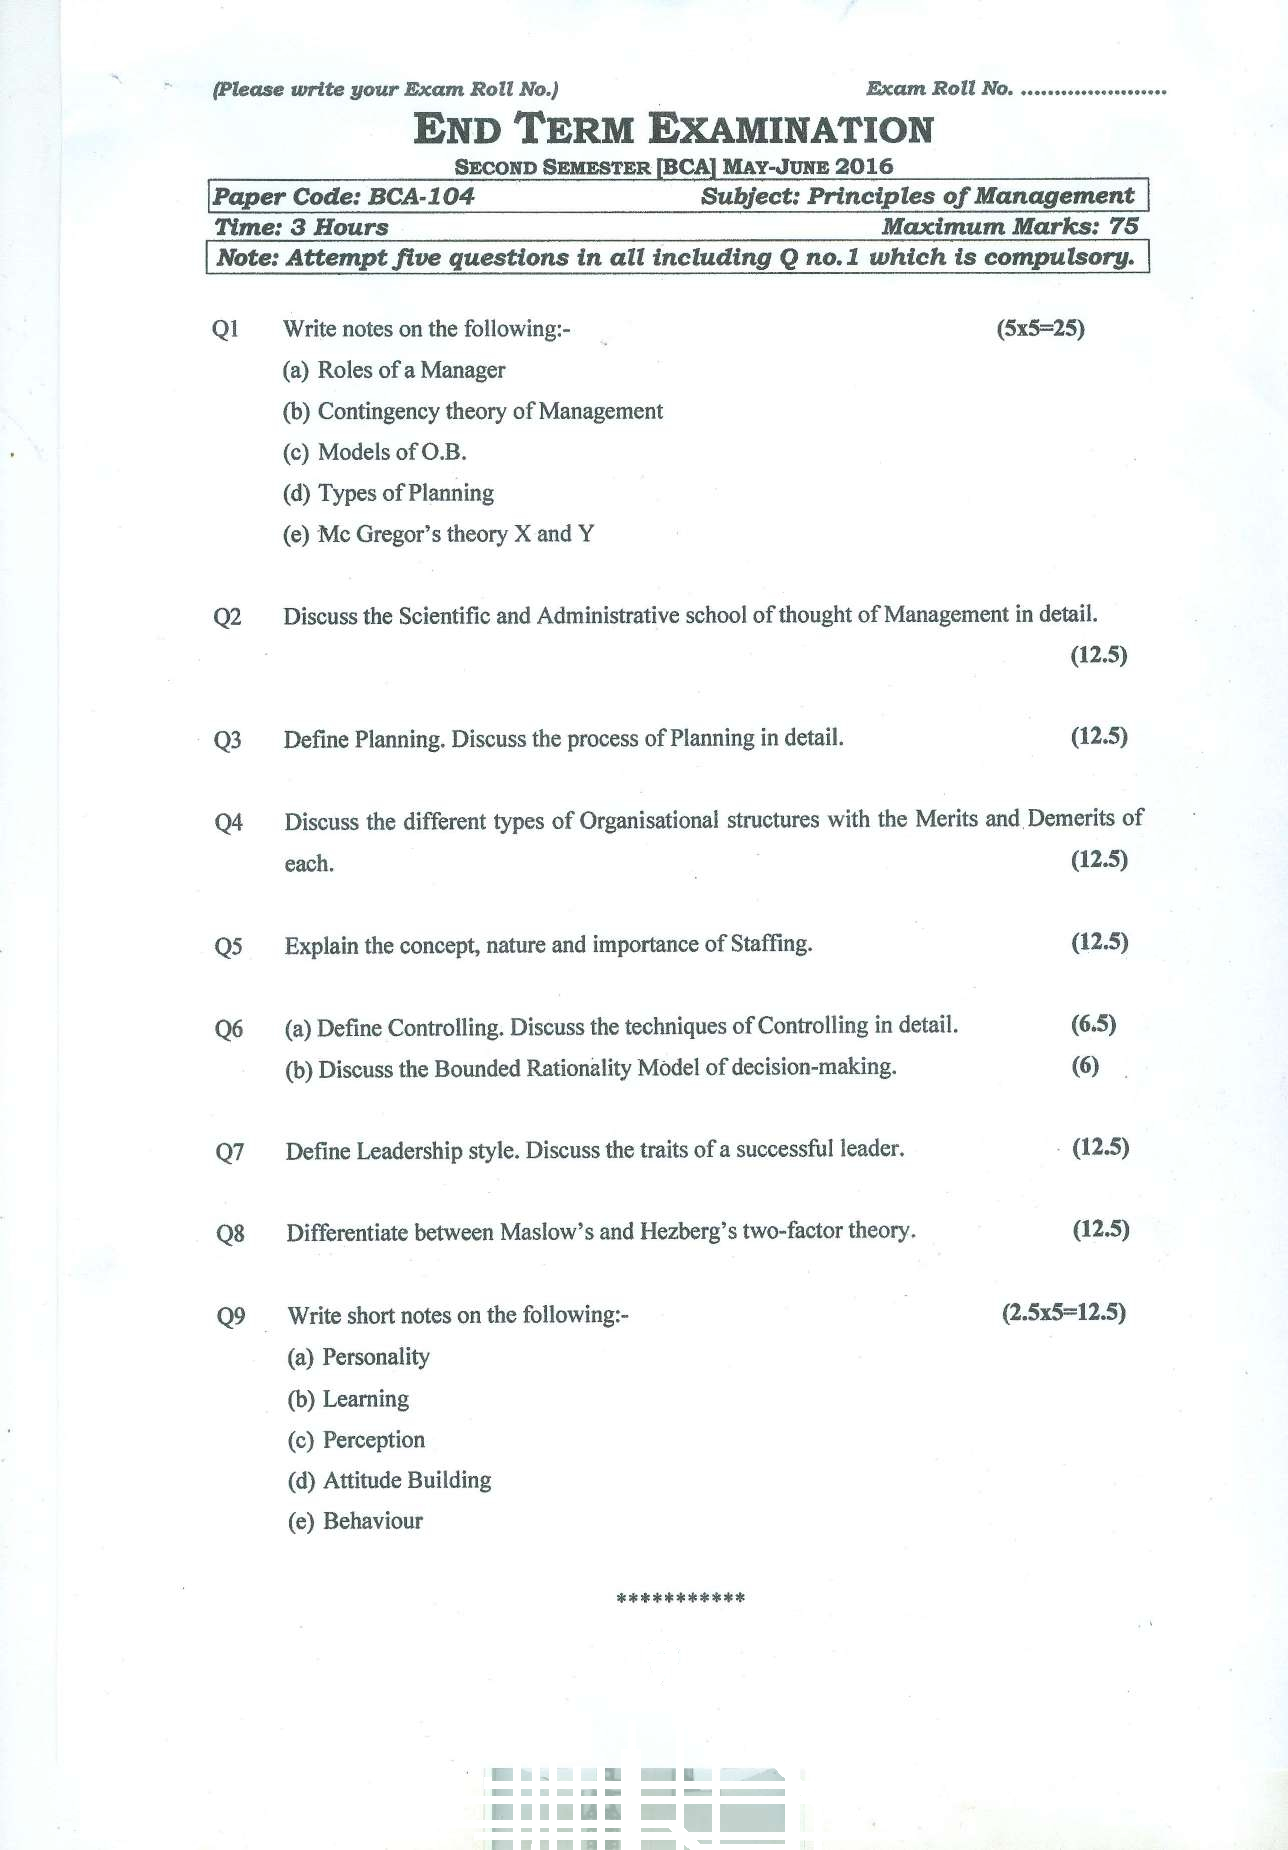 (Please write your Exam Roll No.) Exam Roll No. ......................
END TERM EXAMINATION
SECOND SEMESTER [BCA] MAY-JUNE 2016
Paper Code: BCA-104 Subject: Principles of Management
Time: 3 Hours Maximum Marks: 75
Note: Attempt five questions in all including Q no.1 which is compulsory.
Q1 Write notes on the following:- (5x5=25)
(a) Roles of a Manager
(b) Contingency theory of Management
(c) Models of O.B.
(d) Types of Planning
(e) Mc Gregor's theory X and Y
Q2 Discuss the Scientific and Administrative school of thought of Management in detail.
(12.5)
Q3 Define Planning. Discuss the process of Planning in detail. (12.5)
Q4 Discuss the different types of Organisational structures with the Merits and Demerits of
each. (12.5)
Q5 Explain the concept, nature and importance of Staffing. (12.5)
Q6 (a) Define Controlling. Discuss the techniques of Controlling in detail. (6.5)
(b) Discuss the Bounded Rationality Model of decision-making. (6)
Q7 Define Leadership style. Discuss the traits of a successful leader. (12.5)
Q8 Differentiate between Maslow's and Hezberg's two-factor theory. (12.5)
Q9 Write short notes on the following:- (2.5x5=12.5)
(a) Personality
(b) Learning
(c) Perception
(d) Attitude Building
(e) Behaviour
***********